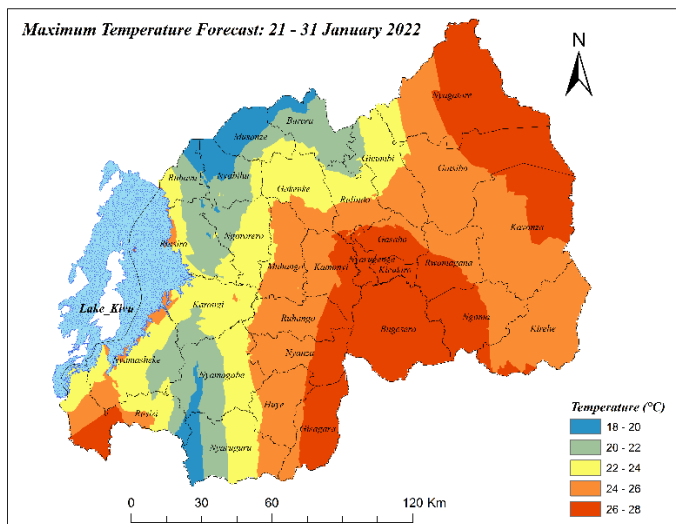 Maximum Temperature Forecast: 21 - 31 January 2022
N
Nyagatare
Burera
Musanze
Gicumbi
Rubavu
Nyabihu
Gatsibo
Gakenke
Rulindo
Kayonza
Rutsiro
Ngororero
Gasabo
Muhanga
Kamonyi
Nyarugenge
Kicukiro
Rwamagana
Lake_Kivu
Karongi
Ruhango
Bugesera
Ngoma
Kirehe
Nyanza
Nyamasheke
Nyamagabe
Huye
Gisagara
Rusizi
Nyaruguru
Temperature (°C)
18 - 20
20 - 22
22 - 24
24 - 26
26 - 28
0 30 60 120 Km